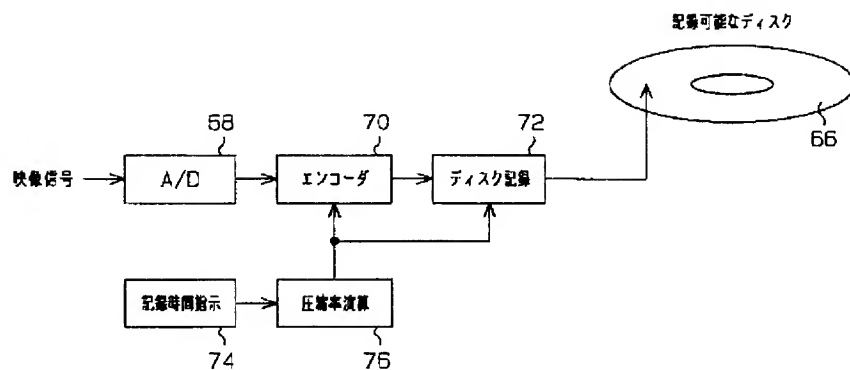 記録可能なディスク
66
68
70
72
映像信号
A/D
エンコーダ
ディスク記録
記録時間指示
圧縮率演算
74
76